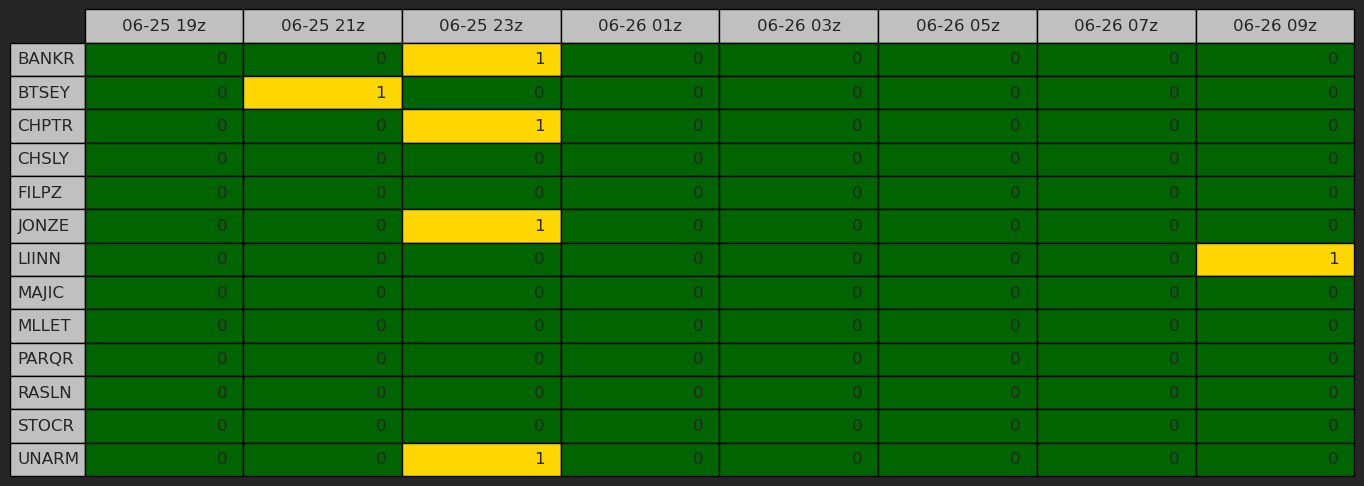 06-25 19z 06-25 21z 06-25 23z 06-26 01z 06-26 03z 06-26 05z 06-26 07z 06-26 09z
BANKR 0 0 1 0 0 0 0 0
BTSEY 0 1 0 0 0 0 0 0
CHPTR 0 0 1 0 0 0 0 0
CHSLY 0 0 0 0 0 0 0 0
FILPZ 0 0 0 0 0 0 0 0
JONZE 0 0 1 0 0 0 0 0
LIINN 0 0 0 0 0 0 0 1
MAJIC 0 0 0 0 0 0 0 0
MLLET 0 0 0 0 0 0 0 0
PARQR 0 0 0 0 0 0 0 0
RASLN 0 0 0 0 0 0 0 0
STOCR 0 0 0 0 0 0 0 0
UNARM 0 0 1 0 0 0 0 0